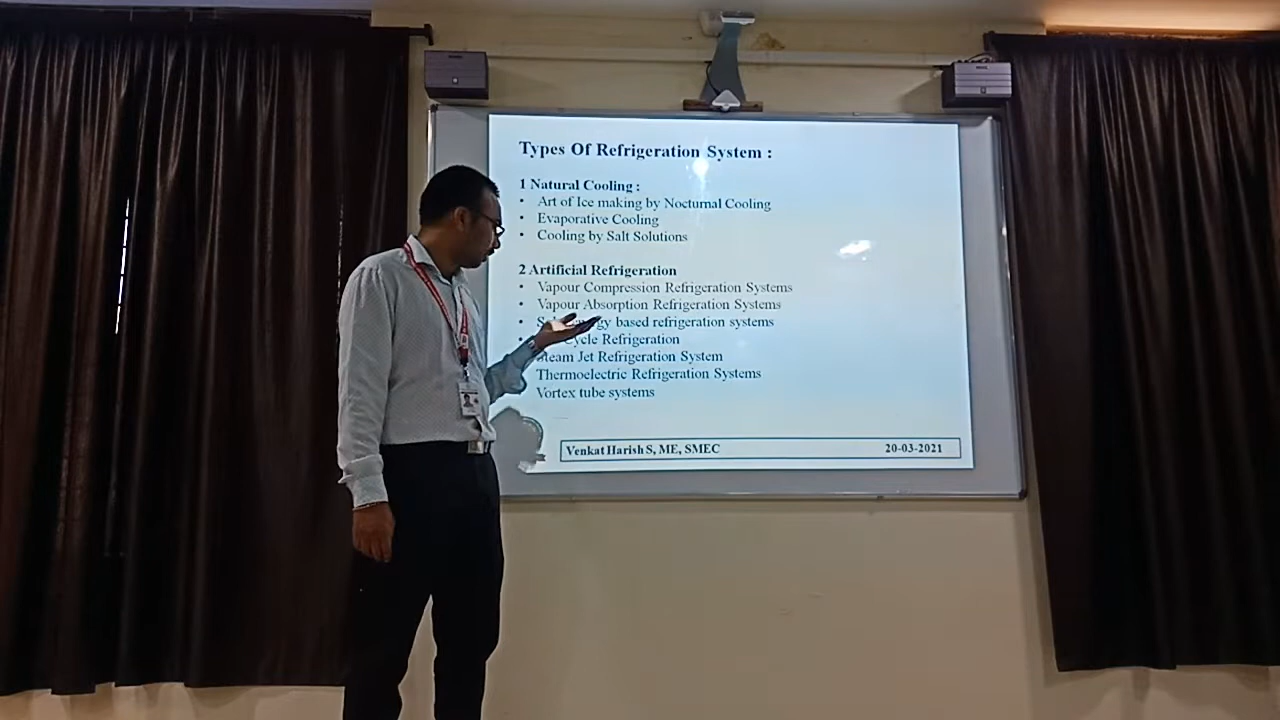 Types Of Refrigeration System :
1 Natural Cooling :
• Art of Ice making by Nocturnal Cooling
• Evaporative Cooling
• Cooling by Salt Solutions
2 Artificial Refrigeration
• Vapour Compression Refrigeration Systems
• Vapour Absorption Refrigeration Systems
• based refrigeration systems
• Cycle Refrigeration
Steam Jet Refrigeration System
Thermoelectric Refrigeration Systems
Vortex tube systems
Venkat Harish S, ME, SMEC 20-03-2021